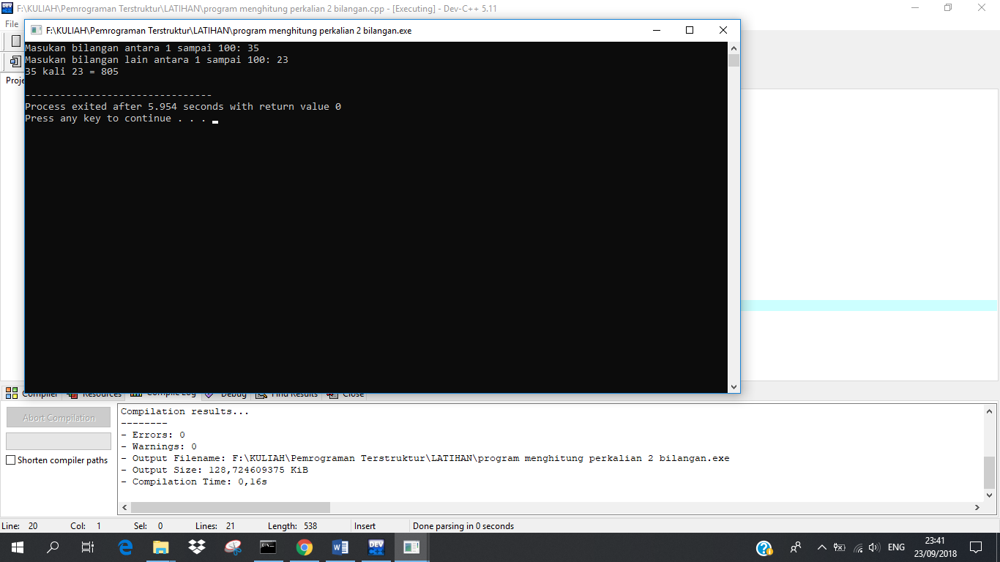 F:\KULIAH\Pemrograman Terstruktur\LATIHAN\program menghitung perkalian 2 bilangan.cpp - [Executing] - Dev-C++ 5.11
File
F:\KULIAH\Pemrograman Terstruktur\LATIHAN\program menghitung perkalian 2 bilangan.exe
Masukan bilangan antara 1 sampai 100: 35
Masukan bilangan lain antara 1 sampai 100: 23
35 kali 23 = 805
--------------------------------
Process exited after 5.954 seconds with return value 0
Press any key to continue . . .
Proje
Compiler Resources Compile Log Debug Find Results Close
Abort Compilation
Shorten compiler paths
Compilation results...
--------
- Errors: 0
- Warnings: 0
- Output Filename: F:\KULIAH\Pemrograman Terstruktur\LATIHAN\program menghitung perkalian 2 bilangan.exe
- Output Size: 128,724609375 KiB
- Compilation Time: 0,16s
Line: 20 Col: 1 Sel: 0 Lines: 21 Length: 538 Insert Done parsing in 0 seconds
DEV
ENG
23:41
23/09/2018